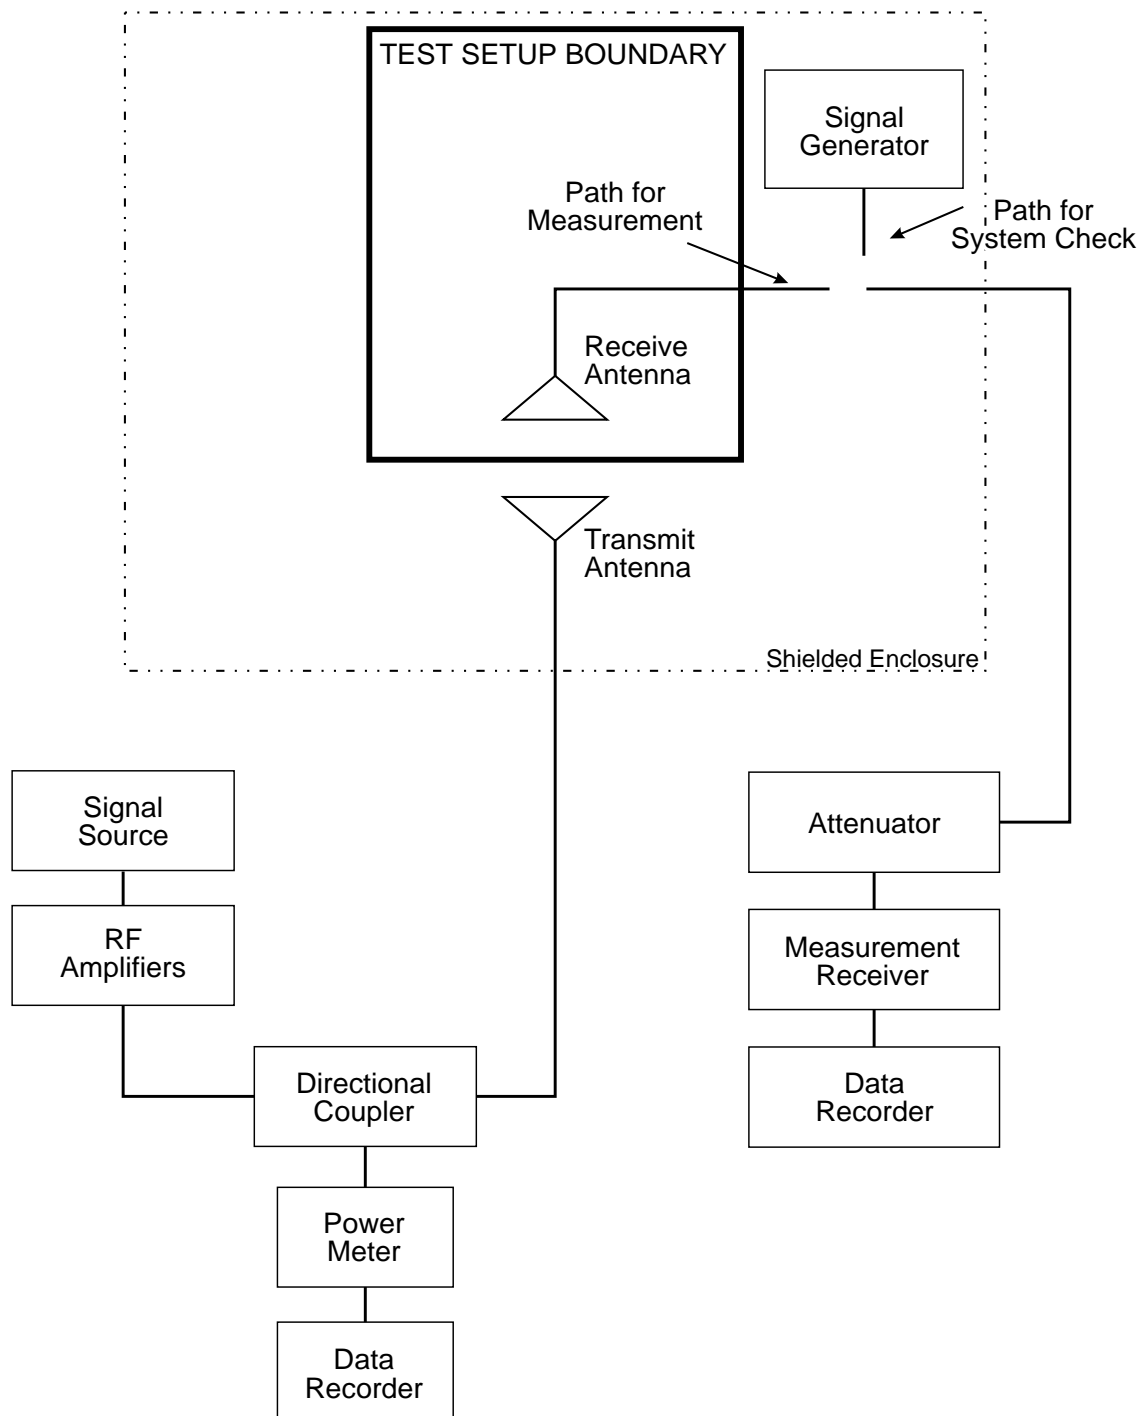 TEST SETUP BOUNDARY
Signal
Generator
Path for
Measurement
Path for
System Check
Receive
Antenna
Transmit
Antenna
Shielded Enclosure
Signal
Source
Attenuator
RF
Amplifiers
Measurement
Receiver
Directional
Coupler
Data
Recorder
Power
Meter
Data
Recorder